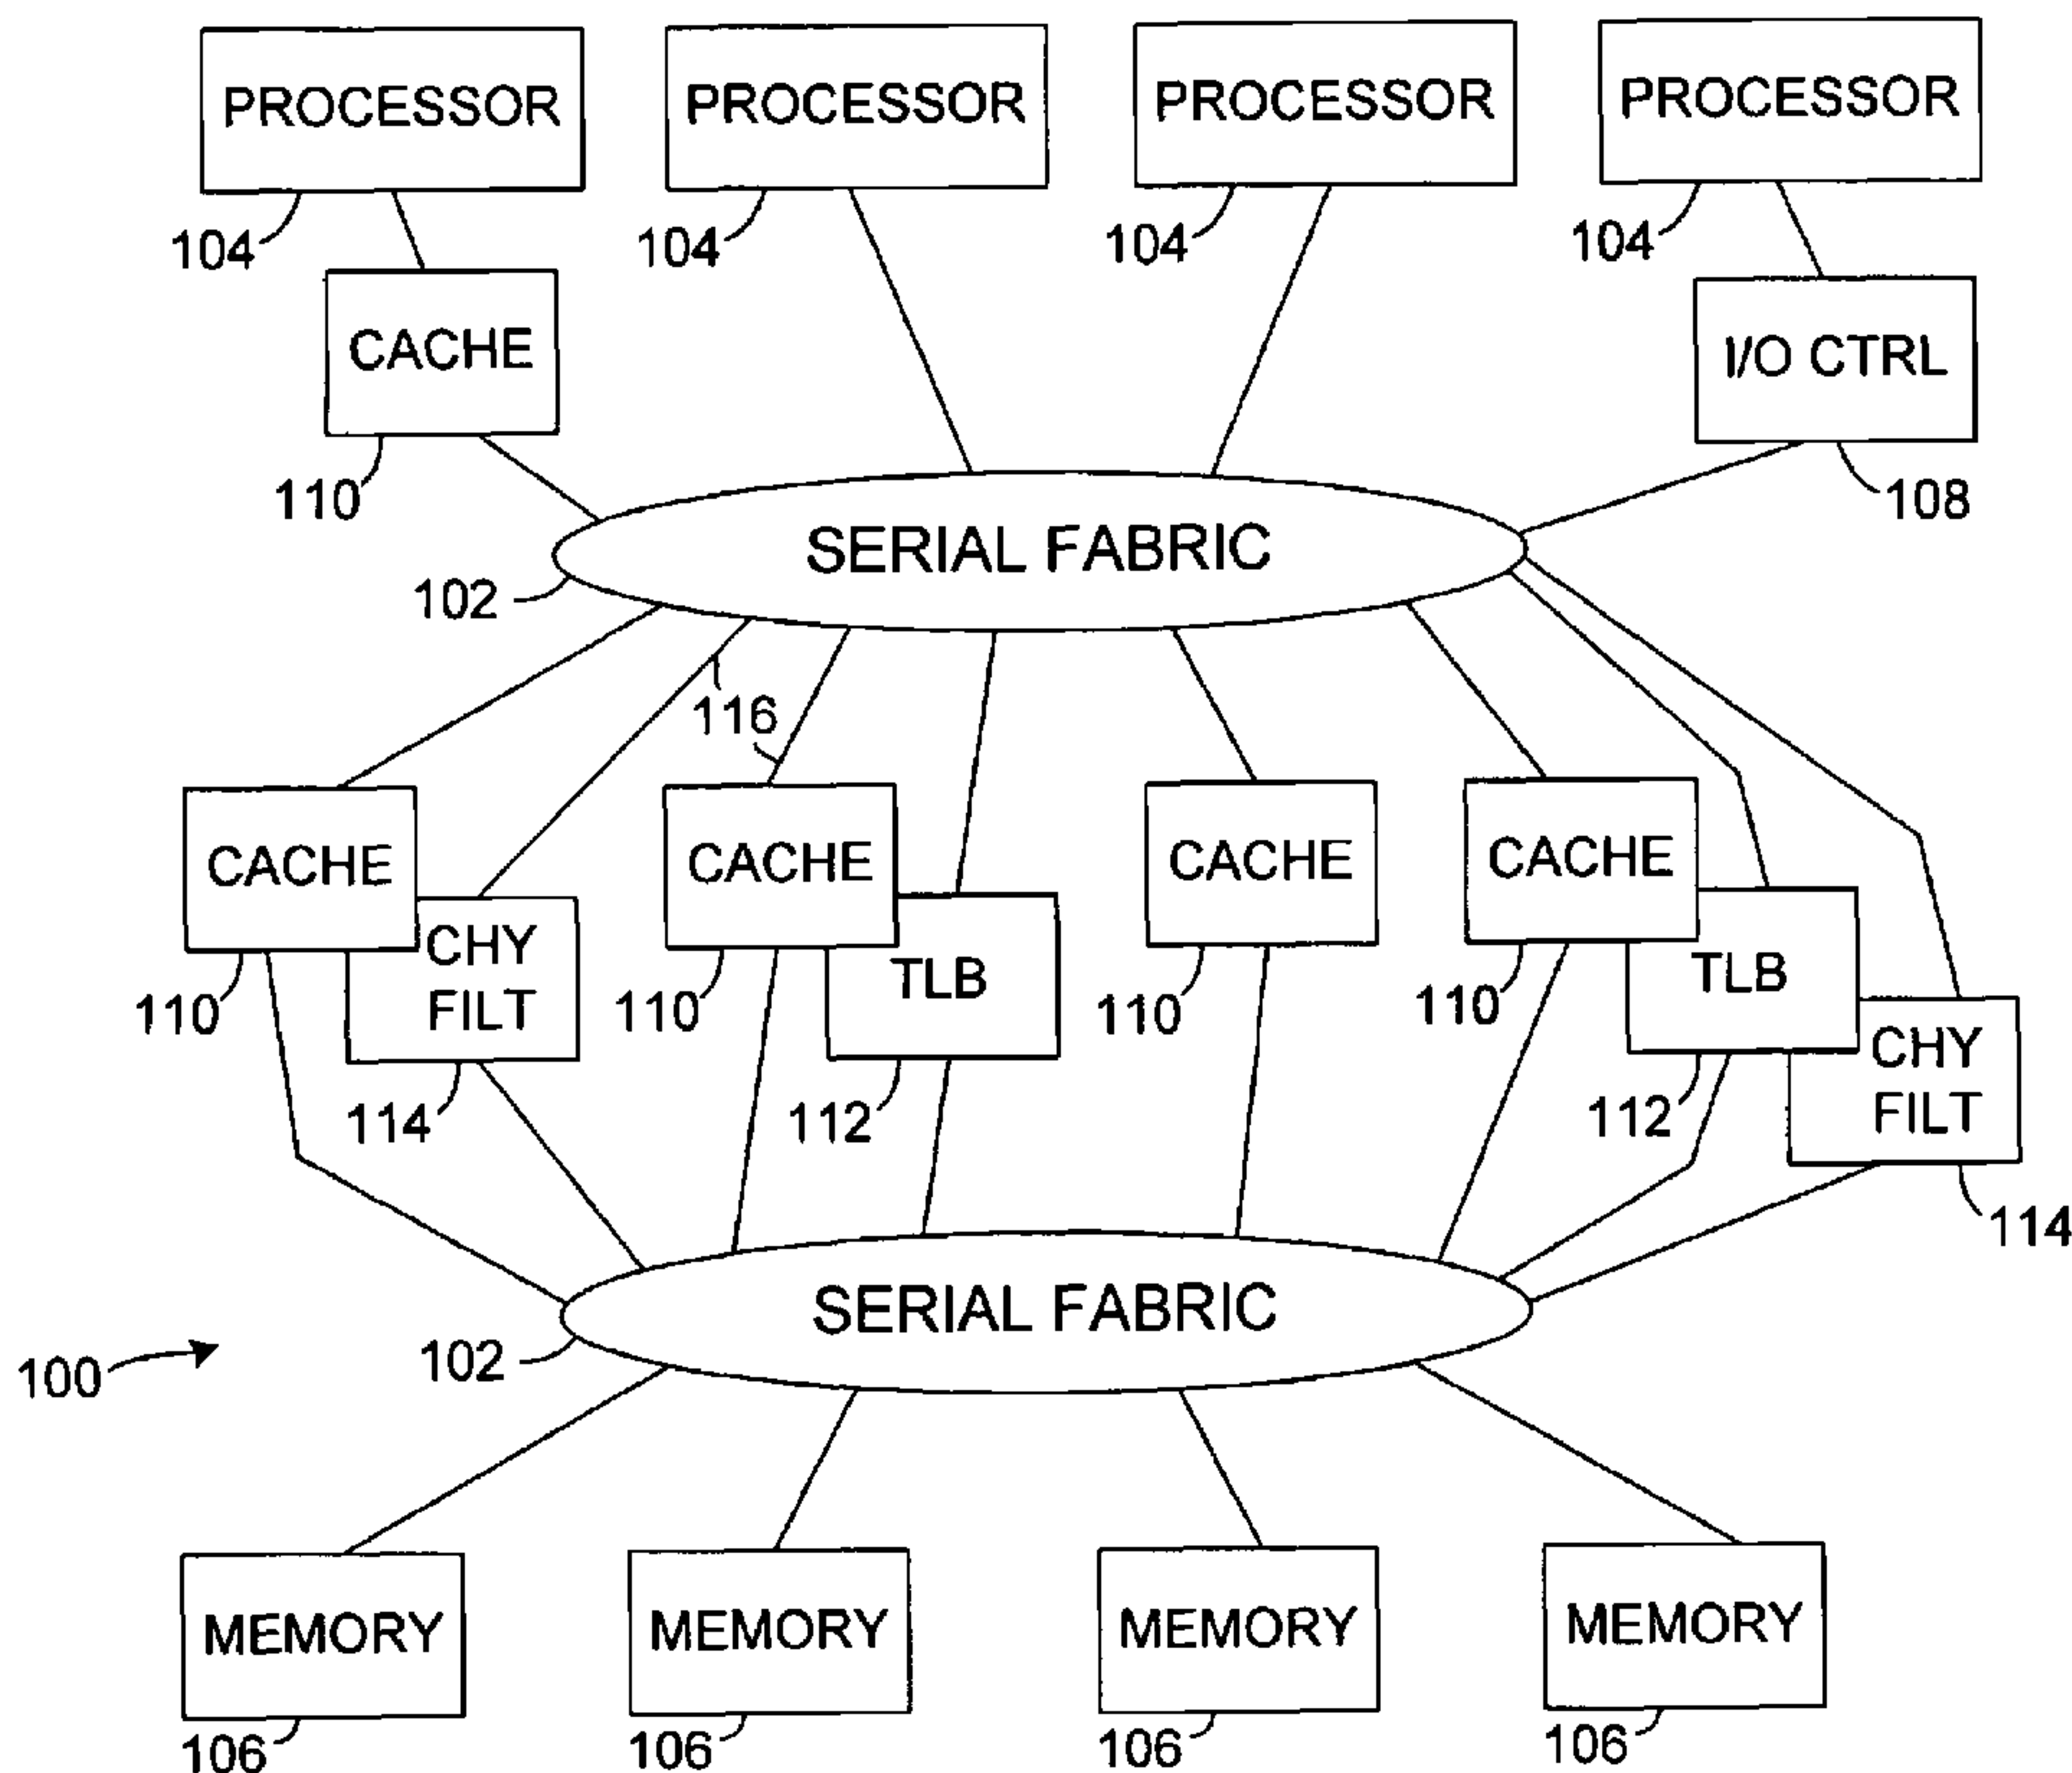 PROCESSOR
PROCESSOR
PROCESSOR
PROCESSOR
104
104
104
104
CACHE
I/O CTRL
110
108
SERIAL FABRIC
102
116
CACHE
CACHE
CACHE
CACHE
CHY
FILT
TLB
TLB
CHY
FILT
110
110
110
110
114
112
112
114
SERIAL FABRIC
102
100
MEMORY
MEMORY
MEMORY
MEMORY
106
106
106
106